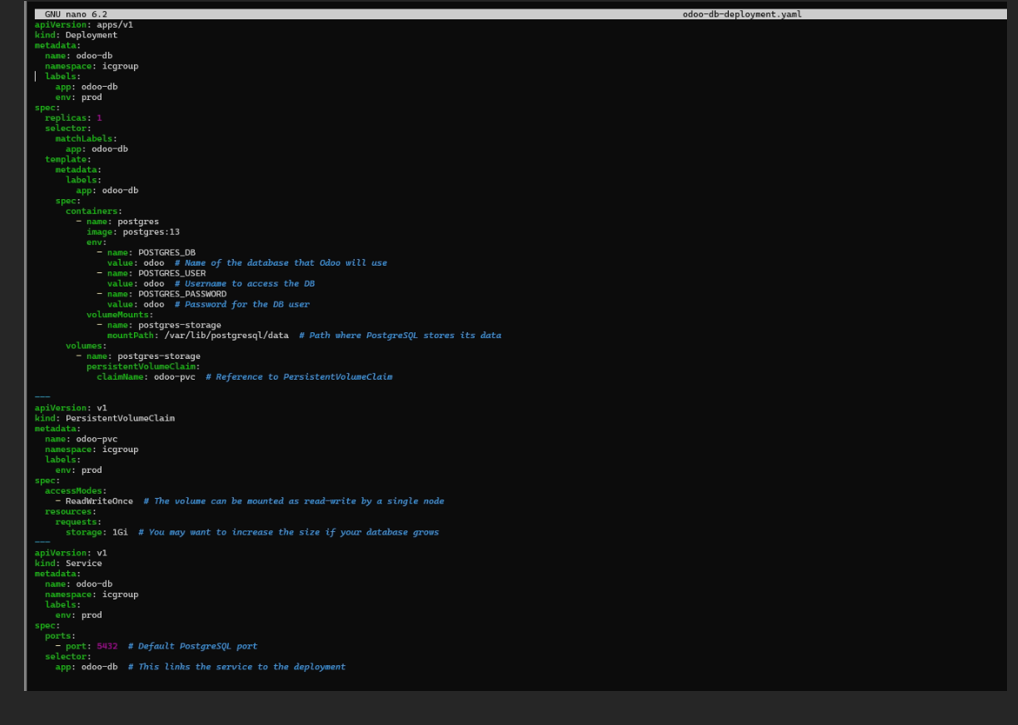 GNU nano 6.2 odoo-db-deployment.yaml
apiVersion: apps/v1
kind: Deployment
metadata:
  name: odoo-db
  namespace: icgroup
  labels:
    app: odoo-db
    env: prod
spec:
  replicas: 1
  selector:
    matchLabels:
      app: odoo-db
  template:
    metadata:
      labels:
        app: odoo-db
    spec:
      containers:
        - name: postgres
          image: postgres:13
          env:
            - name: POSTGRES_DB
              value: odoo  # Name of the database that Odoo will use
            - name: POSTGRES_USER
              value: odoo  # Username to access the DB
            - name: POSTGRES_PASSWORD
              value: odoo  # Password for the DB user
          volumeMounts:
            - name: postgres-storage
              mountPath: /var/lib/postgresql/data  # Path where PostgreSQL stores its data
      volumes:
        - name: postgres-storage
          persistentVolumeClaim:
            claimName: odoo-pvc  # Reference to PersistentVolumeClaim
---
apiVersion: v1
kind: PersistentVolumeClaim
metadata:
  name: odoo-pvc
  namespace: icgroup
  labels:
    env: prod
spec:
  accessModes:
    - ReadWriteOnce  # The volume can be mounted as read-write by a single node
  resources:
    requests:
      storage: 1Gi  # You may want to increase the size if your database grows
---
apiVersion: v1
kind: Service
metadata:
  name: odoo-db
  namespace: icgroup
  labels:
    env: prod
spec:
  ports:
    - port: 5432  # Default PostgreSQL port
  selector:
    app: odoo-db  # This links the service to the deployment